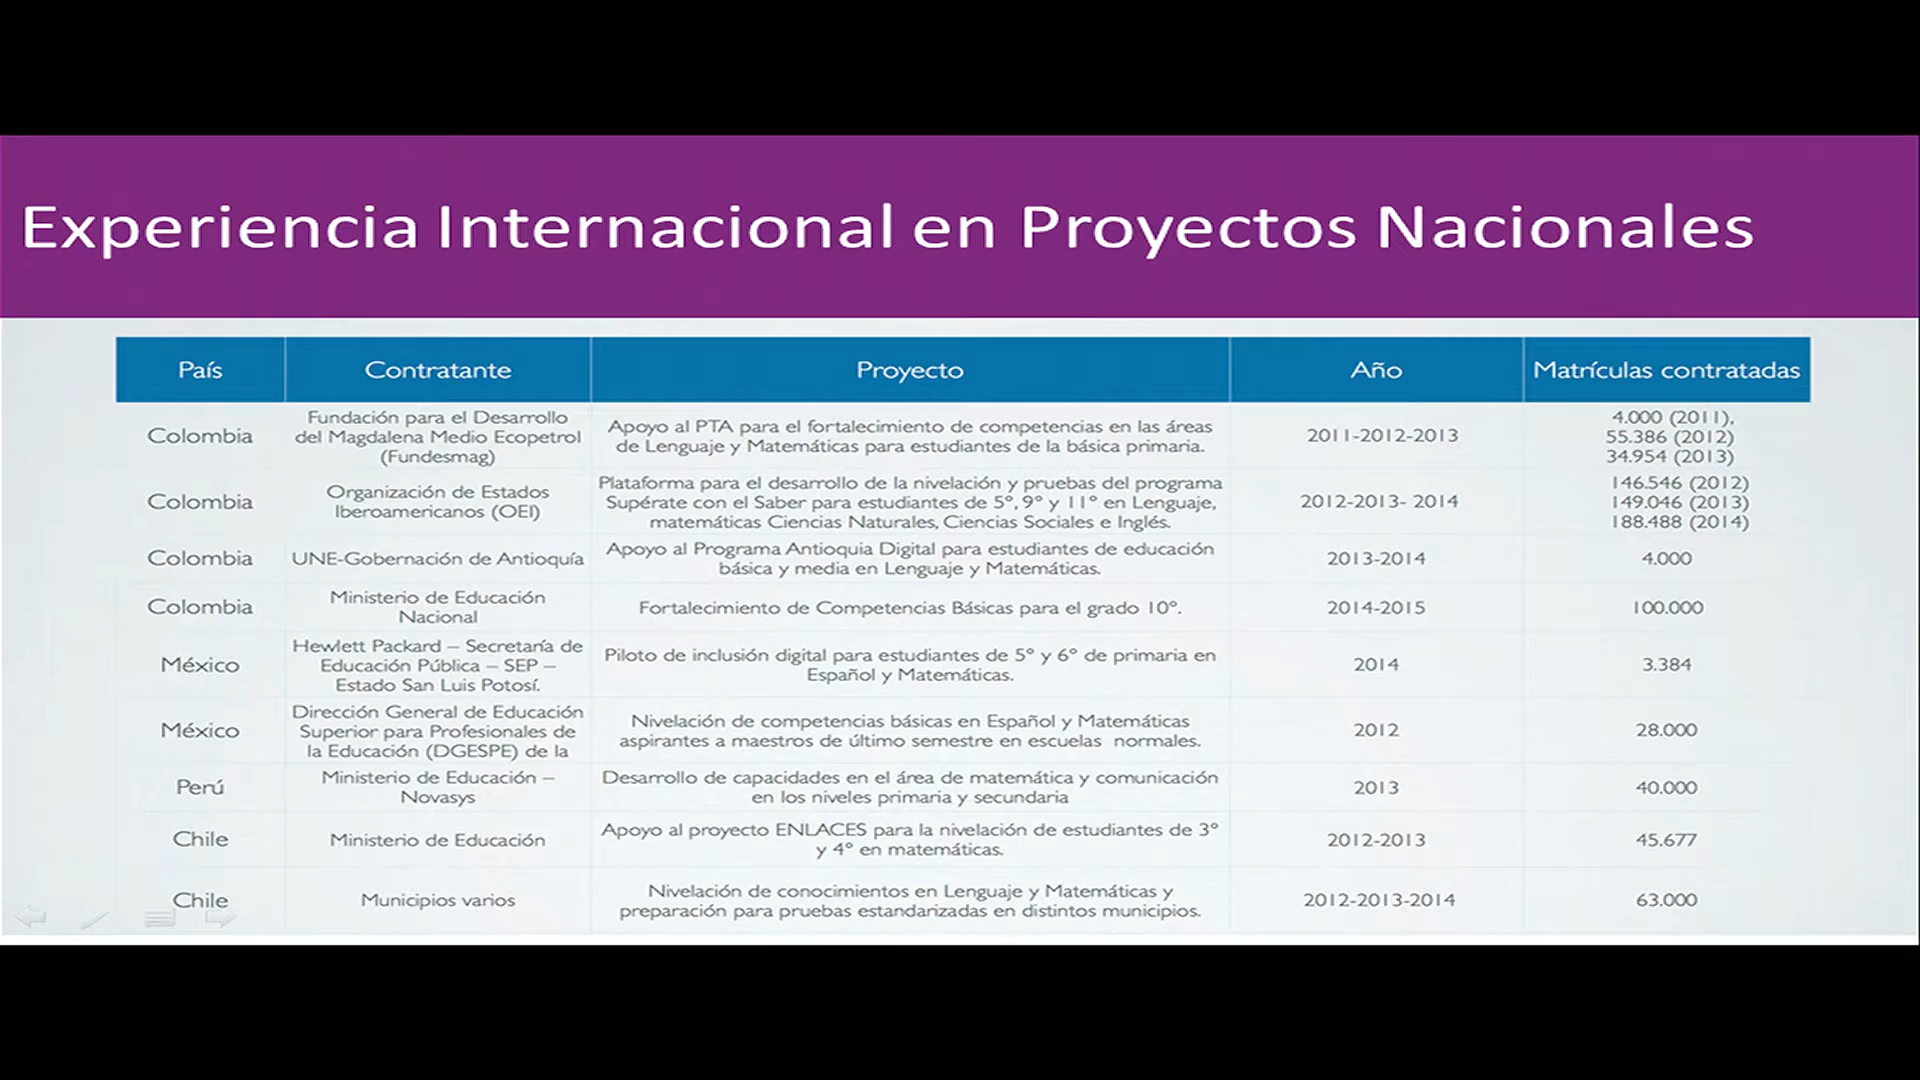 Experiencia Internacional en Proyectos Nacionales
País
Contratante
Proyecto
Año
Matrículas contratadas
Colombia
Fundación para el Desarrollo
del Magdalena Medio Ecopetrol
(Fundesmag)
Apoyo al PTA para el fortalecimiento de competencias en las áreas
de Lenguaje y Matemáticas para estudiantes de la básica primaria.
2011-2012-2013
4.000 (2011),
55.386 (2012)
34.954 (2013)
Colombia
Organización de Estados
Iberoamericanos (OEI)
Plataforma para el desarrollo de la nivelación y pruebas del programa
Supérate con el Saber para estudiantes de 5º, 9º y 11º en Lenguaje,
matemáticas Ciencias Naturales, Ciencias Sociales e Inglés.
2012-2013- 2014
146.546 (2012)
149.046 (2013)
188.488 (2014)
Colombia
UNE-Gobernación de Antioquía
Apoyo al Programa Antioquia Digital para estudiantes de educación
básica y media en Lenguaje y Matemáticas.
2013-2014
4.000
Colombia
Ministerio de Educación
Nacional
Fortalecimiento de Competencias Básicas para el grado 10º.
2014-2015
100.000
México
Hewlett Packard – Secretaría de
Educación Pública – SEP –
Estado San Luis Potosí.
Piloto de inclusión digital para estudiantes de 5º y 6º de primaria en
Español y Matemáticas.
2014
3.384
México
Dirección General de Educación
Superior para Profesionales de
la Educación (DGESPE) de la
Nivelación de competencias básicas en Español y Matemáticas
aspirantes a maestros de último semestre en escuelas normales.
2012
28.000
Perú
Ministerio de Educación –
Novasys
Desarrollo de capacidades en el área de matemática y comunicación
en los niveles primaria y secundaria
2013
40.000
Chile
Ministerio de Educación
Apoyo al proyecto ENLACES para la nivelación de estudiantes de 3º
y 4º en matemáticas.
2012-2013
45.677
Chile
Municipios varios
Nivelación de conocimientos en Lenguaje y Matemáticas y
preparación para pruebas estandarizadas en distintos municipios.
2012-2013-2014
63.000